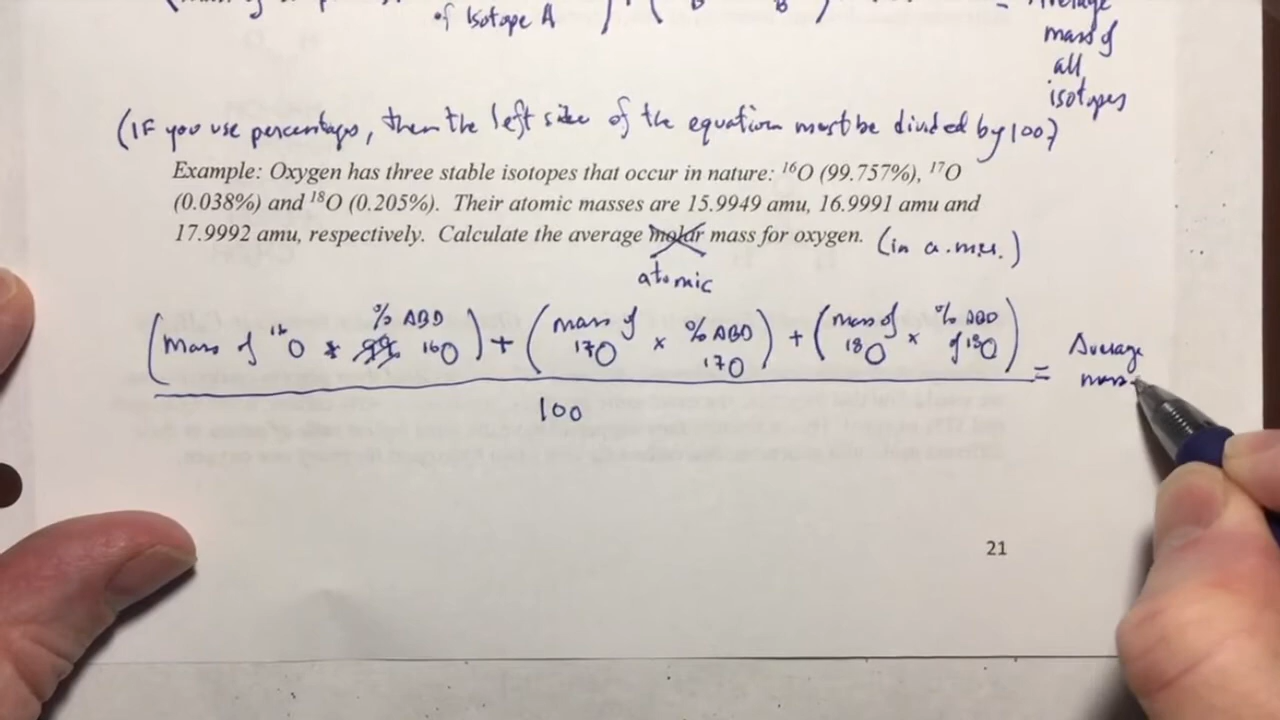 of Isotope A
mass of
all
isotopes
(IF you use percentages, then the left side of the equation must be divided by 100)
Example: Oxygen has three stable isotopes that occur in nature: ¹⁶O (99.757%), ¹⁷O
(0.038%) and ¹⁸O (0.205%). Their atomic masses are 15.9949 amu, 16.9991 amu and
17.9992 amu, respectively. Calculate the average molar mass for oxygen. (in a.m.u.)
atomic
(Mass of ¹⁶O × % ABD ¹⁶O) + (mass of ¹⁷O × % ABD ¹⁷O) + (mass of ¹⁸O × % ABD of ¹⁸O) = Average mass
100
21